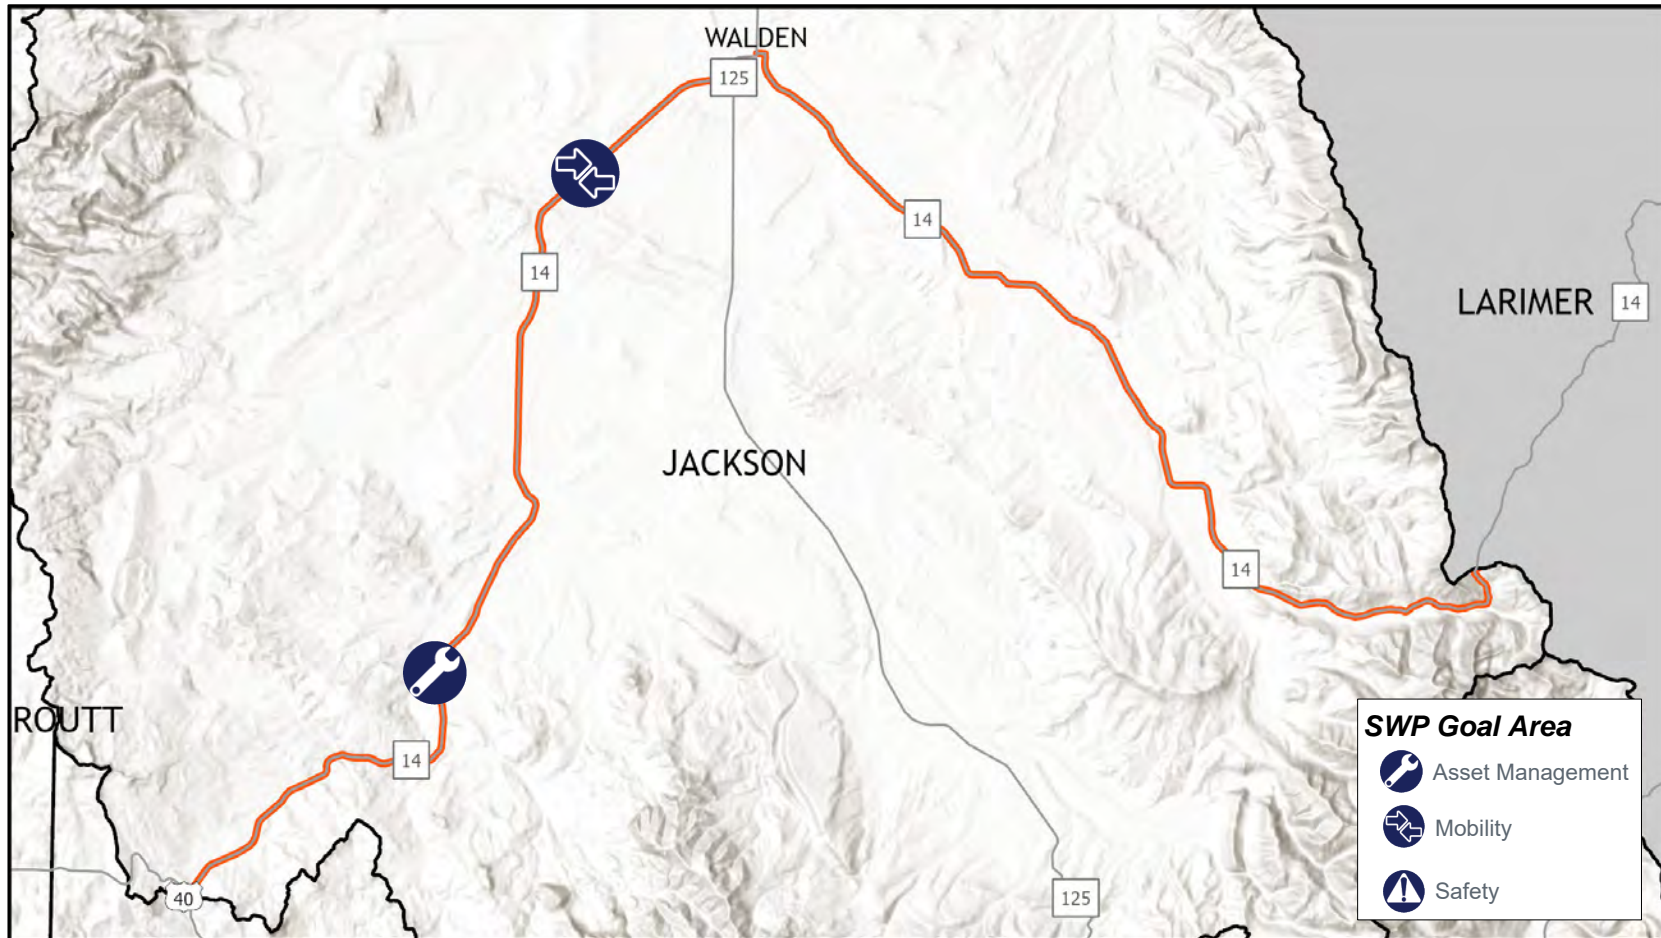 WALDEN
125
14
14
LARIMER
14
JACKSON
14
ROUTT
14
40
125
SWP Goal Area
Asset Management
Mobility
Safety